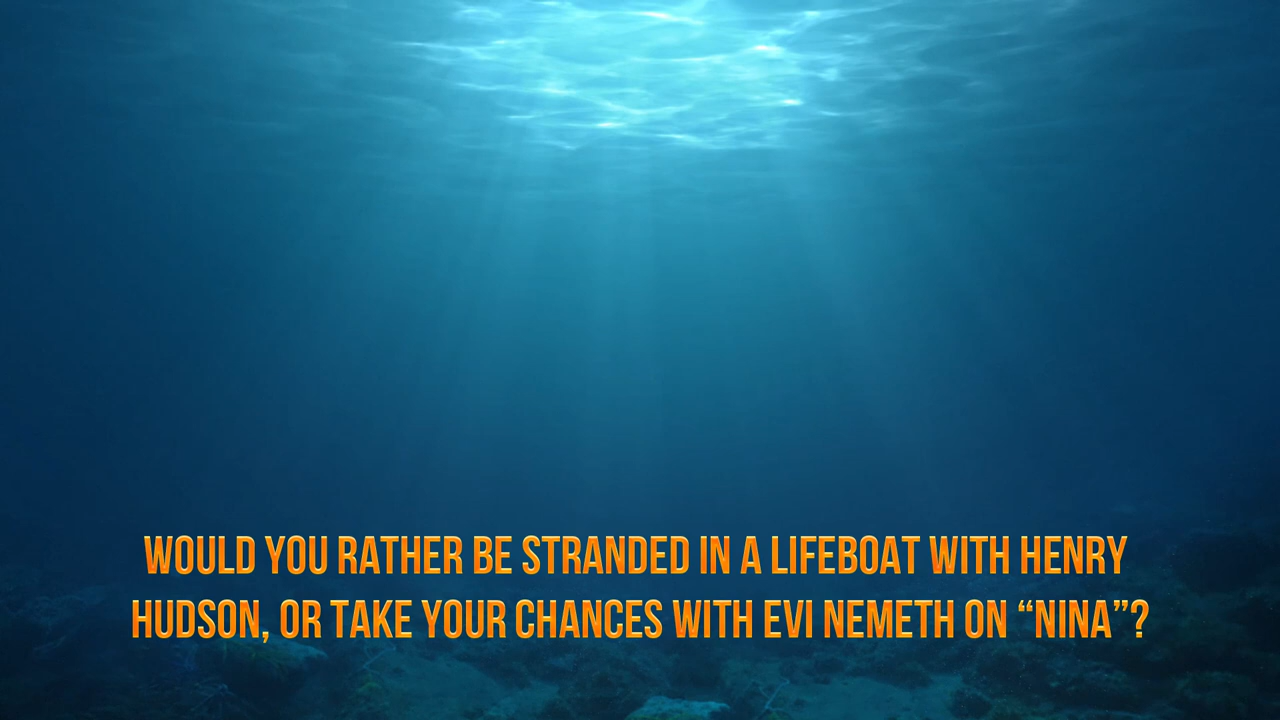 WOULD YOU RATHER BE STRANDED IN A LIFEBOAT WITH HENRY
HUDSON, OR TAKE YOUR CHANCES WITH EVI NEMETH ON “NINA”?